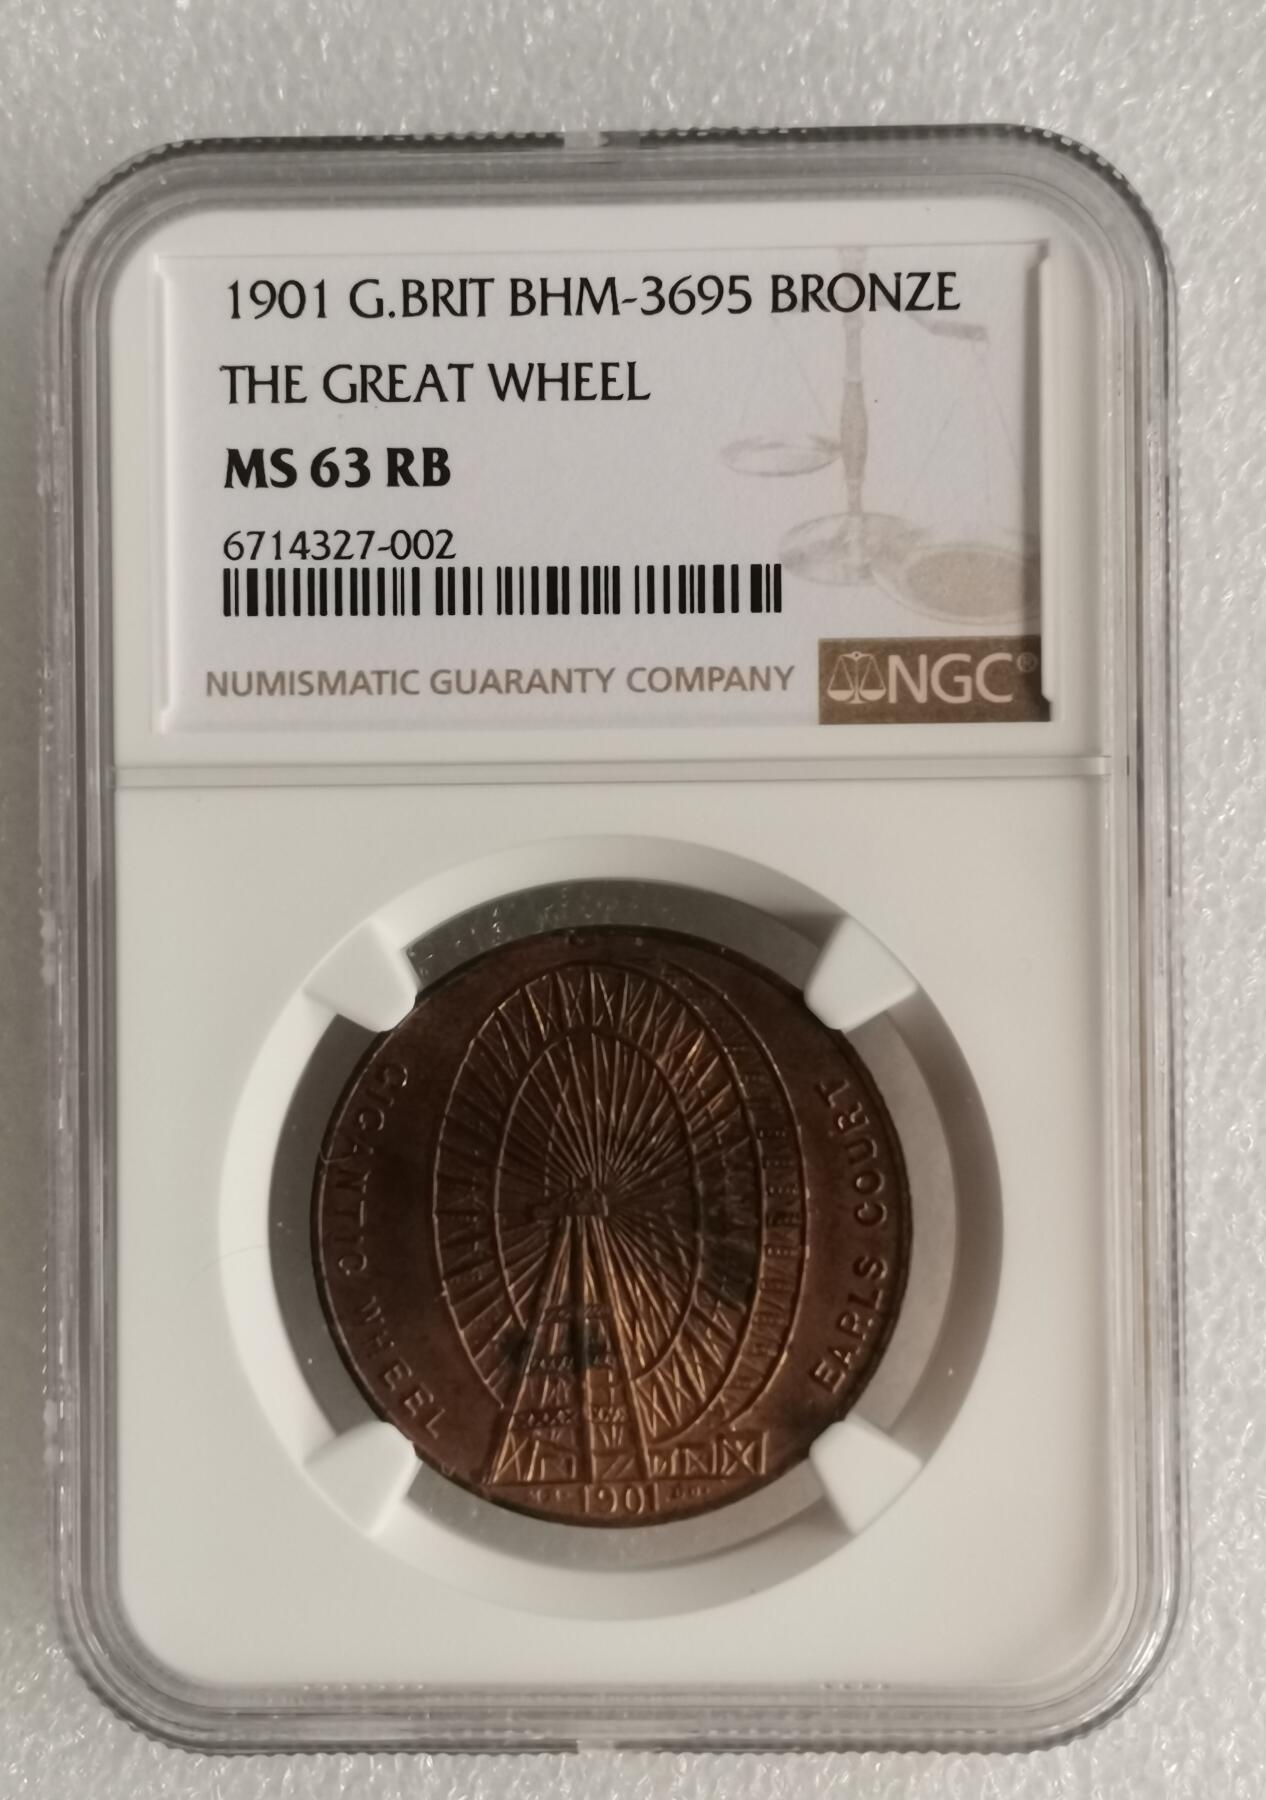 1901 G.BRIT BHM-3695 BRONZE
THE GREAT WHEEL
MS 63 RB
6714327-002
NUMISMATIC GUARANTY COMPANY
NGC®
GIGANTIC WHEEL
EARLS COURT
1901